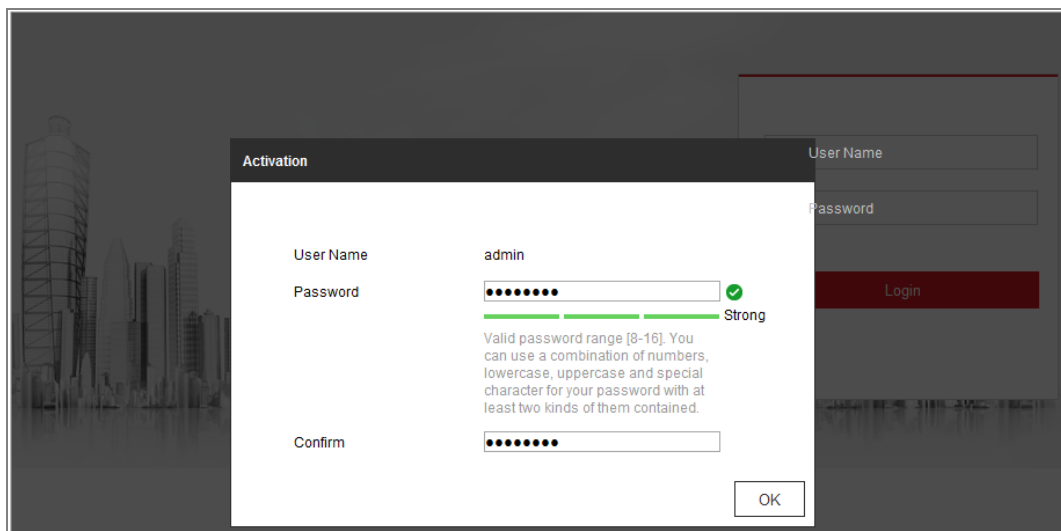 Activation
User Name
Password
Login
User Name admin
Password ●●●●●●●●
Strong
Valid password range [8-16]. You
can use a combination of numbers,
lowercase, uppercase and special
character for your password with at
least two kinds of them contained.
Confirm ●●●●●●●●
OK